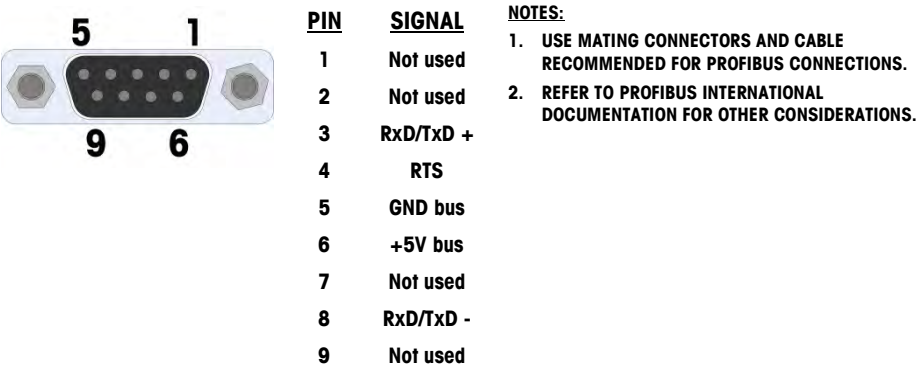 5 1
9 6
PIN SIGNAL
1 Not used
2 Not used
3 RxD/TxD +
4 RTS
5 GND bus
6 +5V bus
7 Not used
8 RxD/TxD -
9 Not used
NOTES:
1. USE MATING CONNECTORS AND CABLE
RECOMMENDED FOR PROFIBUS CONNECTIONS.
2. REFER TO PROFIBUS INTERNATIONAL
DOCUMENTATION FOR OTHER CONSIDERATIONS.